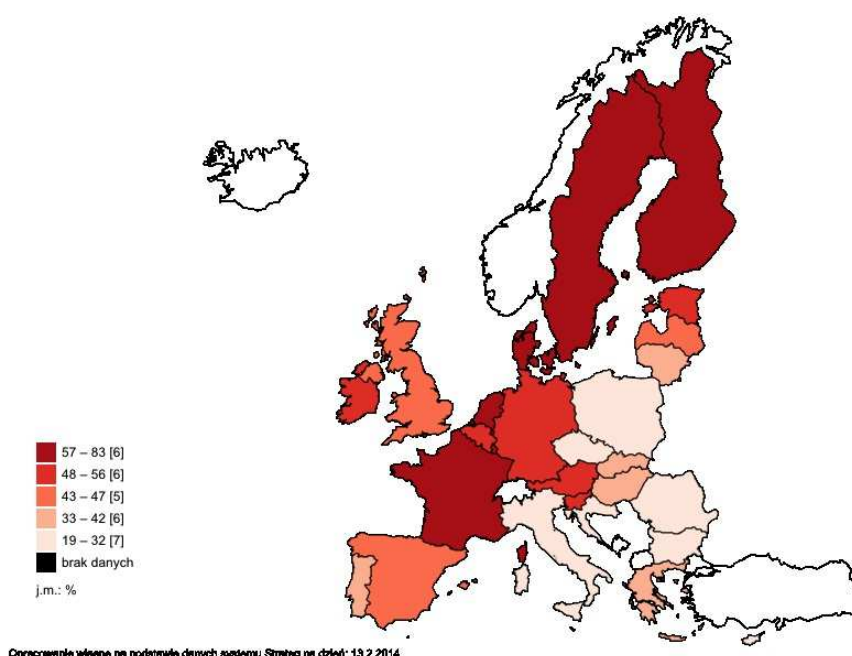 57 – 83 [6]
48 – 56 [6]
43 – 47 [5]
33 – 42 [6]
19 – 32 [7]
brak danych
j.m.: %
Opracowanie własne na podstawie danych systemu Strateg na dzień: 13.2.2014